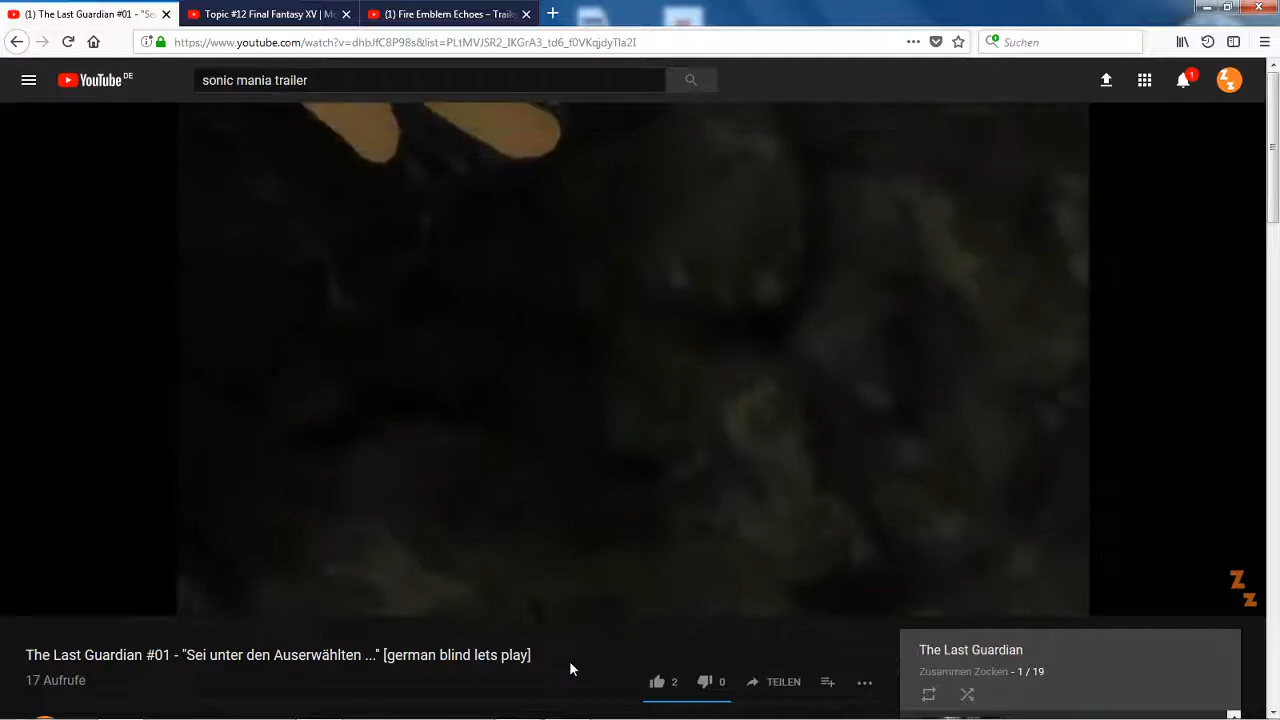 (1) The Last Guardian #01 - "Se
Topic #12 Final Fantasy XV | Mo
(1) Fire Emblem Echoes – Traile
https://www.youtube.com/watch?v=dhbJfC8P98s&list=PLtMVJSR2_IKGrA3_td6_f0VKqjdyTla2I
Suchen
YouTube DE
sonic mania trailer
1
Z
Z
Z
Z
The Last Guardian #01 - "Sei unter den Auserwählten ..." [german blind lets play]
17 Aufrufe
2
0
TEILEN
The Last Guardian
Zusammen Zocken - 1 / 19